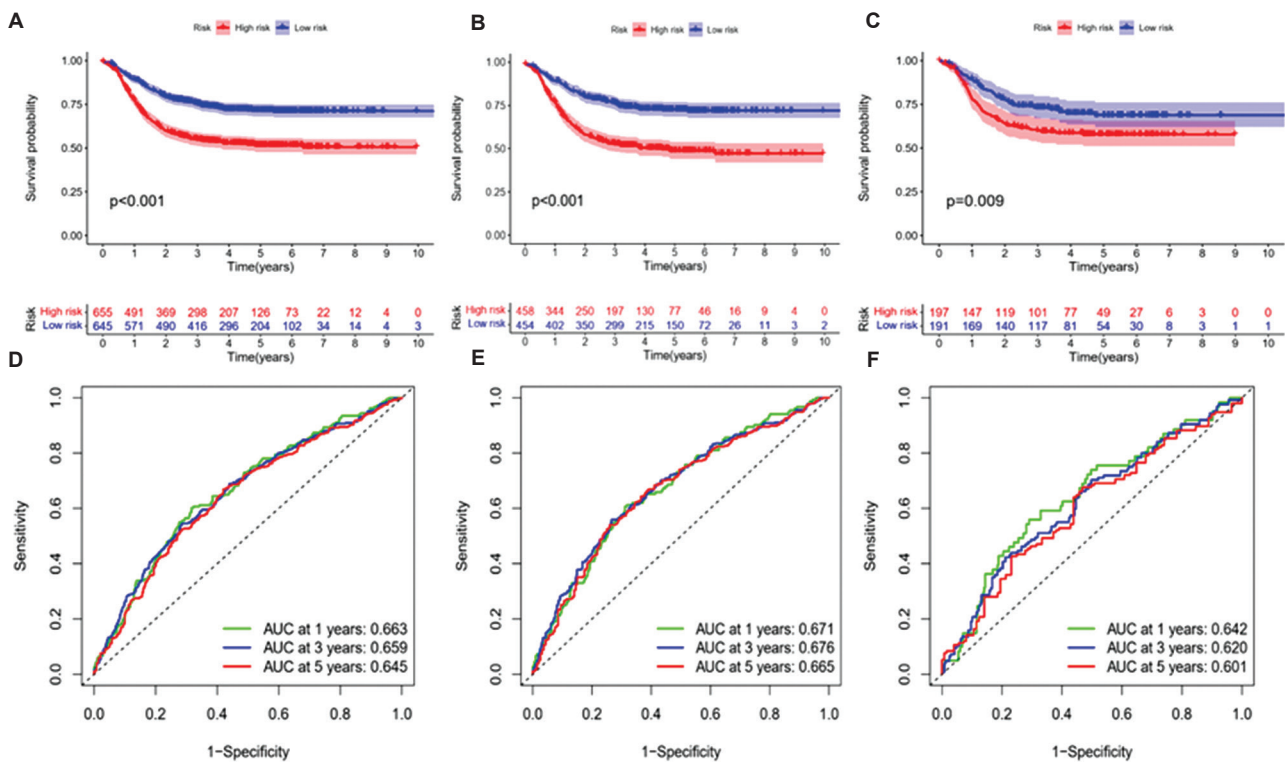 A
Risk High risk Low risk
Survival probability
1.00
0.75
0.50
0.25
0.00
p<0.001
0 1 2 3 4 5 6 7 8 9 10
Time(years)
Risk
High risk 655 491 369 298 207 126 73 22 12 4 0
Low risk 645 571 490 416 296 204 102 34 14 4 3
0 1 2 3 4 5 6 7 8 9 10
Time(years)
B
Risk High risk Low risk
Survival probability
1.00
0.75
0.50
0.25
0.00
p<0.001
0 1 2 3 4 5 6 7 8 9 10
Time(years)
Risk
High risk 458 344 250 197 130 77 46 16 9 4 0
Low risk 454 402 350 299 215 150 72 26 11 3 2
0 1 2 3 4 5 6 7 8 9 10
Time(years)
C
Risk High risk Low risk
Survival probability
1.00
0.75
0.50
0.25
0.00
p=0.009
0 1 2 3 4 5 6 7 8 9 10
Time(years)
Risk
High risk 197 147 119 101 77 49 27 6 3 0 0
Low risk 191 169 140 117 81 54 30 8 3 1 1
0 1 2 3 4 5 6 7 8 9 10
Time(years)
D
Sensitivity
1.0
0.8
0.6
0.4
0.2
0.0
AUC at 1 years: 0.663
AUC at 3 years: 0.659
AUC at 5 years: 0.645
0.0 0.2 0.4 0.6 0.8 1.0
1−Specificity
E
Sensitivity
1.0
0.8
0.6
0.4
0.2
0.0
AUC at 1 years: 0.671
AUC at 3 years: 0.676
AUC at 5 years: 0.665
0.0 0.2 0.4 0.6 0.8 1.0
1−Specificity
F
Sensitivity
1.0
0.8
0.6
0.4
0.2
0.0
AUC at 1 years: 0.642
AUC at 3 years: 0.620
AUC at 5 years: 0.601
0.0 0.2 0.4 0.6 0.8 1.0
1−Specificity